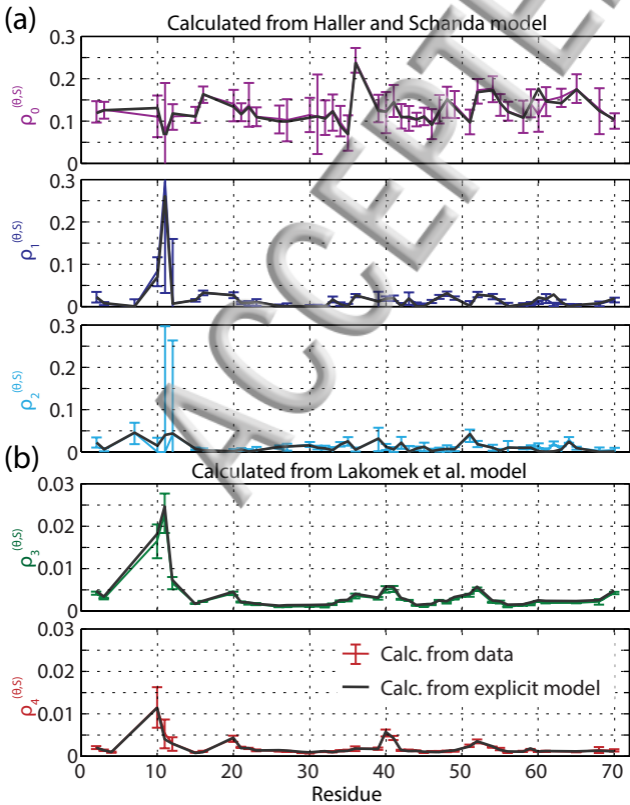 (a)
Calculated from Haller and Schanda model
ρ0(θ,S)
0.3
0.2
0.1
0
ρ1(θ,S)
0.3
0.2
0.1
0
ρ2(θ,S)
0.3
0.2
0.1
0
(b)
Calculated from Lakomek et al. model
ρ3(θ,S)
0.03
0.02
0.01
0
ρ4(θ,S)
0.03
0.02
0.01
0
Calc. from data
Calc. from explicit model
0 10 20 30 40 50 60 70
Residue
ACCEPTE